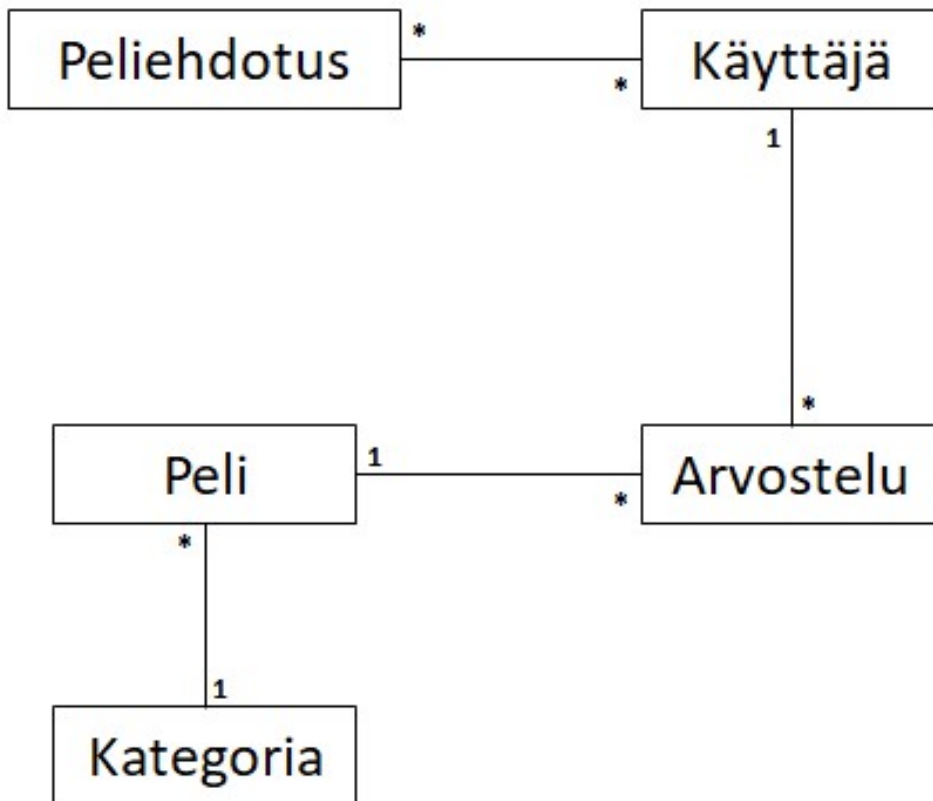 Peliehdotus
*
*
Käyttäjä
1
*
Peli
1
*
Arvostelu
*
1
Kategoria